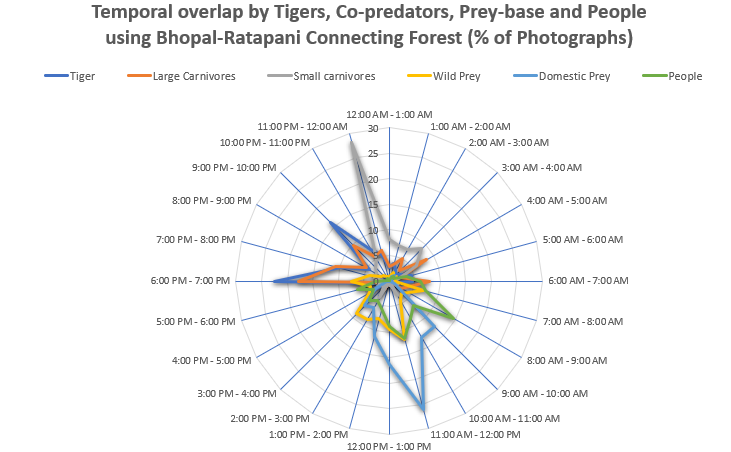 Temporal overlap by Tigers, Co-predators, Prey-base and People
using Bhopal-Ratapani Connecting Forest (% of Photographs)
Tiger Large Carnivores Small carnivores Wild Prey Domestic Prey People
12:00 AM - 1:00 AM
11:00 PM - 12:00 AM 1:00 AM - 2:00 AM
10:00 PM - 11:00 PM 2:00 AM - 3:00 AM
9:00 PM - 10:00 PM 3:00 AM - 4:00 AM
8:00 PM - 9:00 PM 4:00 AM - 5:00 AM
7:00 PM - 8:00 PM 5:00 AM - 6:00 AM
6:00 PM - 7:00 PM 6:00 AM - 7:00 AM
5:00 PM - 6:00 PM 7:00 AM - 8:00 AM
4:00 PM - 5:00 PM 8:00 AM - 9:00 AM
3:00 PM - 4:00 PM 9:00 AM - 10:00 AM
2:00 PM - 3:00 PM 10:00 AM - 11:00 AM
1:00 PM - 2:00 PM 11:00 AM - 12:00 PM
12:00 PM - 1:00 PM
30
25
20
15
10
5
0